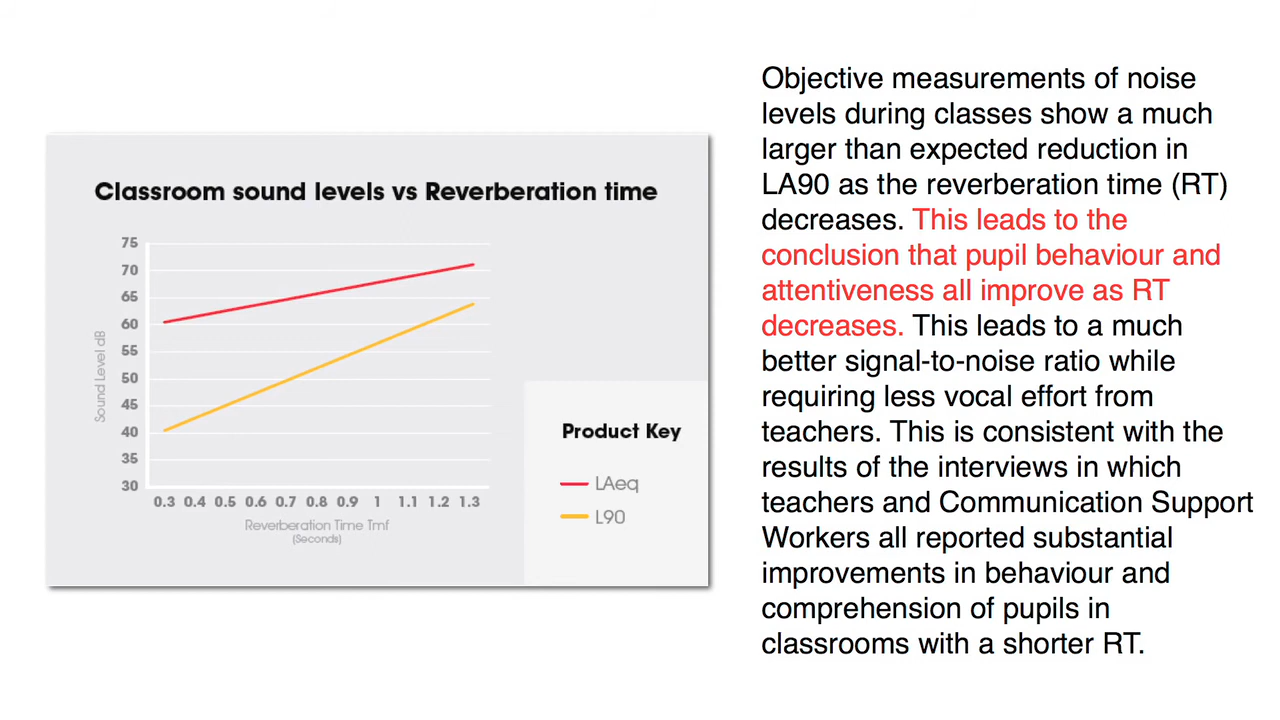 Classroom sound levels vs Reverberation time
75
70
65
60
55
50
45
40
35
30
Sound Level dB
0.3 0.4 0.5 0.6 0.7 0.8 0.9 1 1.1 1.2 1.3
Reverberation Time Tmf
(Seconds)
Product Key
LAeq
L90
Objective measurements of noise
levels during classes show a much
larger than expected reduction in
LA90 as the reverberation time (RT)
decreases. This leads to the
conclusion that pupil behaviour and
attentiveness all improve as RT
decreases. This leads to a much
better signal-to-noise ratio while
requiring less vocal effort from
teachers. This is consistent with the
results of the interviews in which
teachers and Communication Support
Workers all reported substantial
improvements in behaviour and
comprehension of pupils in
classrooms with a shorter RT.